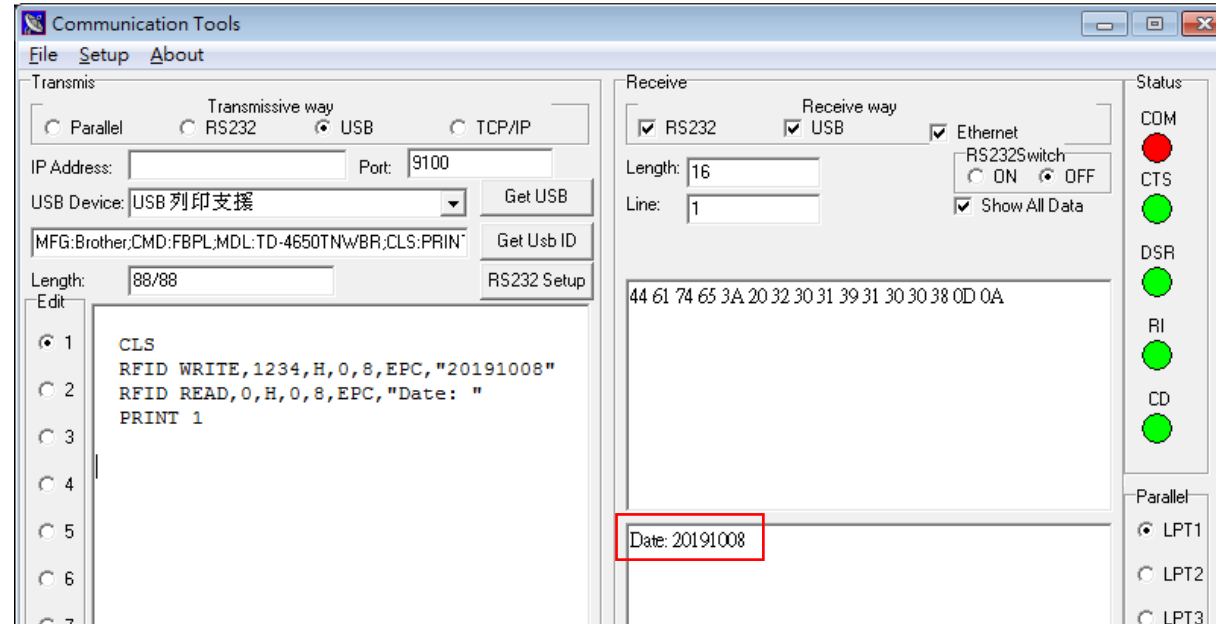 Communication Tools
File Setup About
Transmis
Transmissive way
Parallel RS232 USB TCP/IP
IP Address: Port: 9100
USB Device: USB 列印支援 Get USB
MFG:Brother;CMD:FBPL;MDL:TD-4650TNWBR;CLS:PRINT Get Usb ID
Length: 88/88 RS232 Setup
Edit
1
2
3
4
5
6
7
CLS
RFID WRITE,1234,H,0,8,EPC,"20191008"
RFID READ,0,H,0,8,EPC,"Date: "
PRINT 1
Receive
Receive way
RS232 USB Ethernet
Length: 16
RS232Switch
ON OFF
Line: 1
Show All Data
44 61 74 65 3A 20 32 30 31 39 31 30 30 38 0D 0A
Date: 20191008
Status
COM
CTS
DSR
RI
CD
Parallel
LPT1
LPT2
LPT3